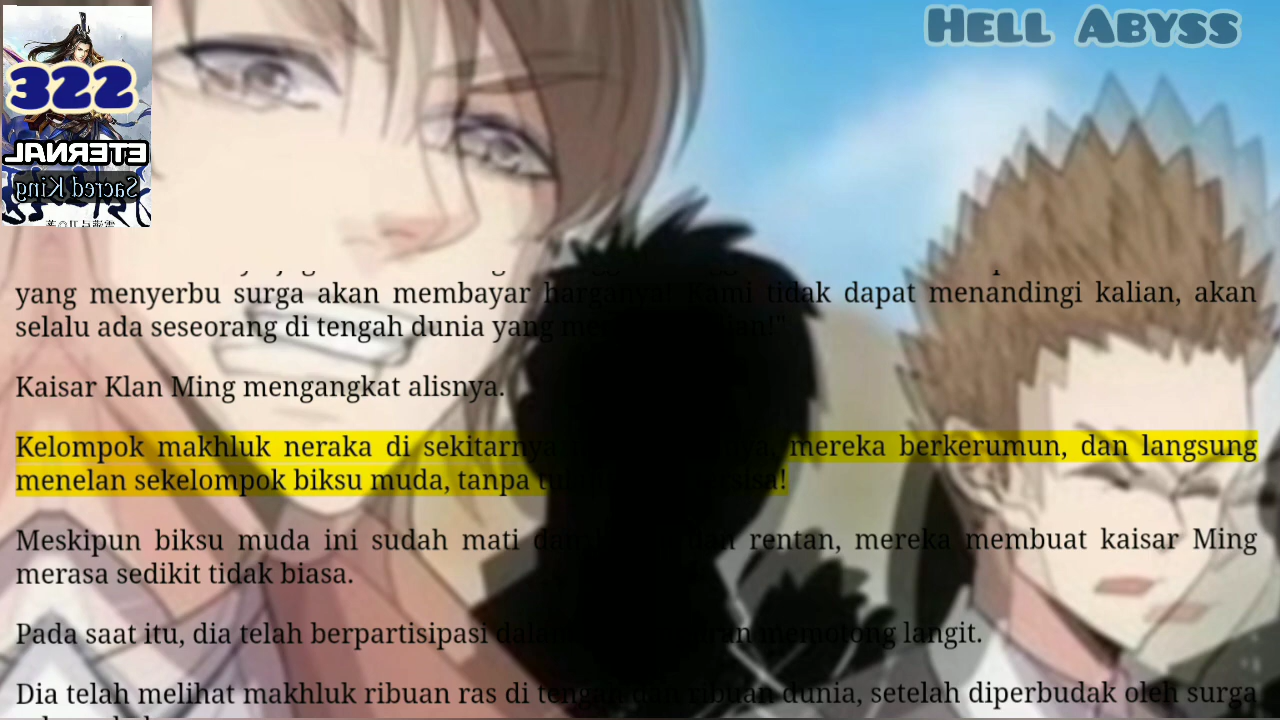 HELL ABYSS
322
ETERNAL
Sacred King
yang menyerbu surga akan membayar harganya! Kami tidak dapat menandingi kalian, akan
selalu ada seseorang di tengah dunia yang
Kaisar Klan Ming mengangkat alisnya.
Kelompok makhluk neraka di sekitarnya mereka berkerumun, dan langsung
menelan sekelompok biksu muda, tanpa
Meskipun biksu muda ini sudah mati dan rentan, mereka membuat kaisar Ming
merasa sedikit tidak biasa.
Pada saat itu, dia telah berpartisipasi dalam memotong langit.
Dia telah melihat makhluk ribuan ras di tengah dan ribuan dunia, setelah diperbudak oleh surga